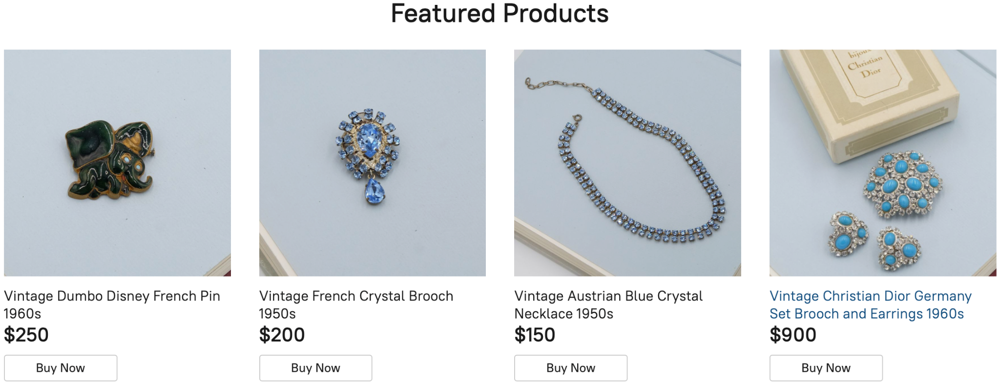 Featured Products
bijoux
Christian
Dior
Vintage Dumbo Disney French Pin
1960s
$250
Buy Now
Vintage French Crystal Brooch
1950s
$200
Buy Now
Vintage Austrian Blue Crystal
Necklace 1950s
$150
Buy Now
Vintage Christian Dior Germany
Set Brooch and Earrings 1960s
$900
Buy Now